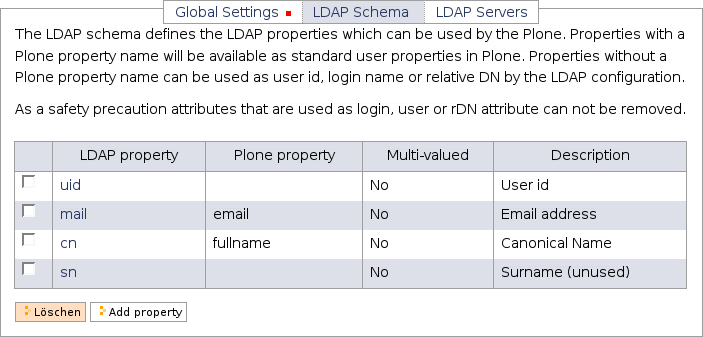 Global Settings LDAP Schema LDAP Servers
The LDAP schema defines the LDAP properties which can be used by the Plone. Properties with a
Plone property name will be available as standard user properties in Plone. Properties without a
Plone property name can be used as user id, login name or relative DN by the LDAP configuration.
As a safety precaution attributes that are used as login, user or rDN attribute can not be removed.
LDAP property Plone property Multi-valued Description
uid No User id
mail email No Email address
cn fullname No Canonical Name
sn No Surname (unused)
Löschen Add property